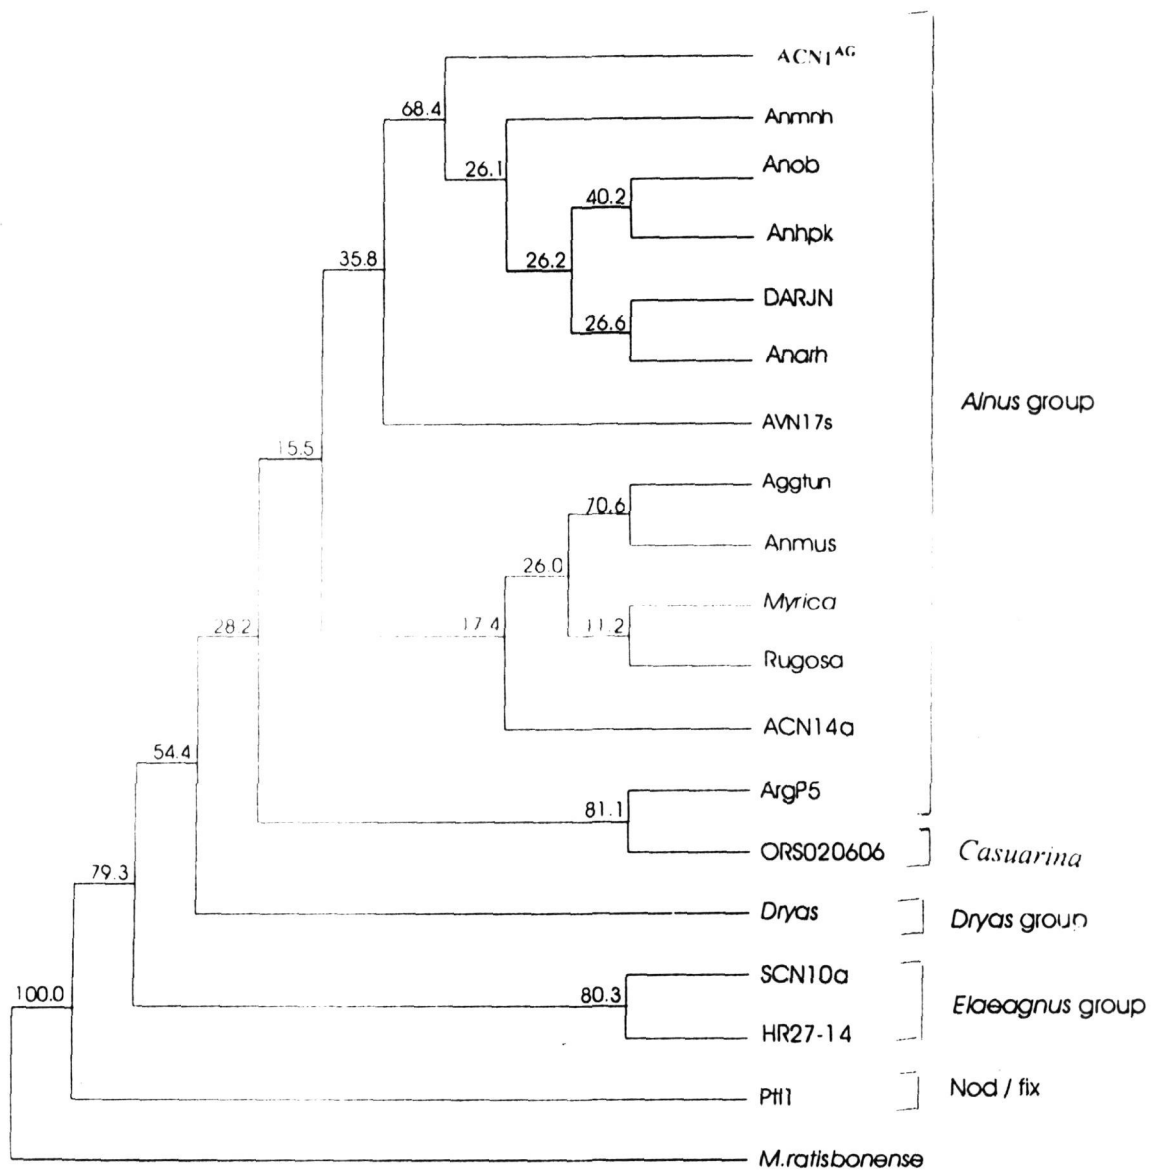 ACN1ᴬᴳ
68.4
Anmnh
26.1
Anob
40.2
Anhpk
35.8
26.2
DARJN
26.6
Anarh
Alnus group
AVN17s
15.5
Aggtun
70.6
Anmus
26.0
Myrica
28.2
17.4
11.2
Rugosa
ACN14a
54.4
ArgP5
81.1
ORS020606
Casuarina
79.3
Dryas
Dryas group
SCN10a
100.0
80.3
Elaeagnus group
HR27-14
PtI1
Nod / fix
M.ratisbonense